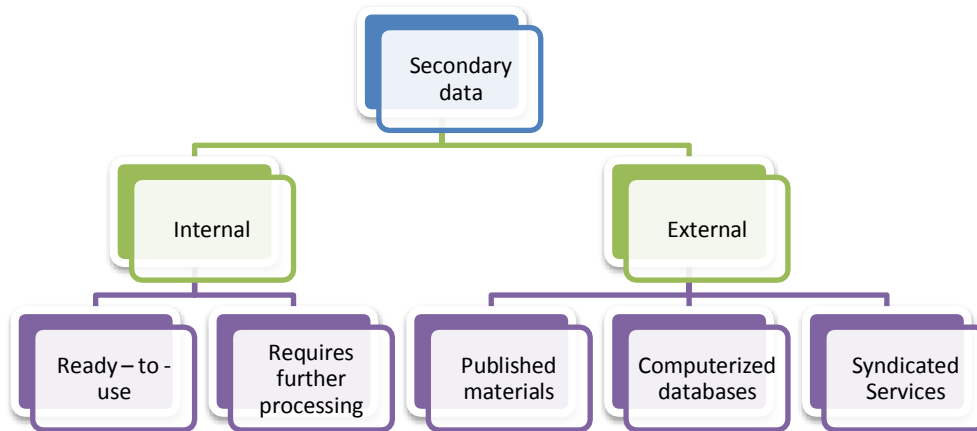 Secondary
data
Internal
External
Ready – to -
use
Requires
further
processing
Published
materials
Computerized
databases
Syndicated
Services